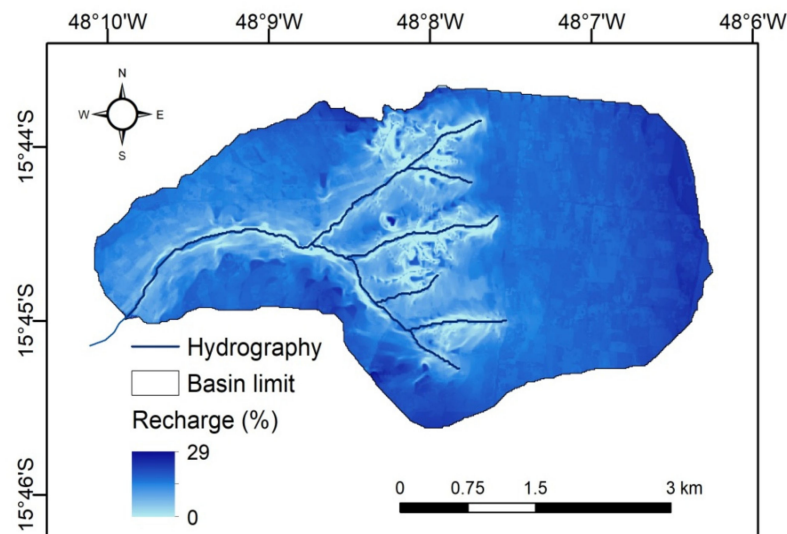 48°10'W 48°9'W 48°8'W 48°7'W 48°6'W
N
W E
S
15°44'S
15°45'S
15°46'S
Hydrography
Basin limit
Recharge (%)
29
0
0 0.75 1.5 3 km